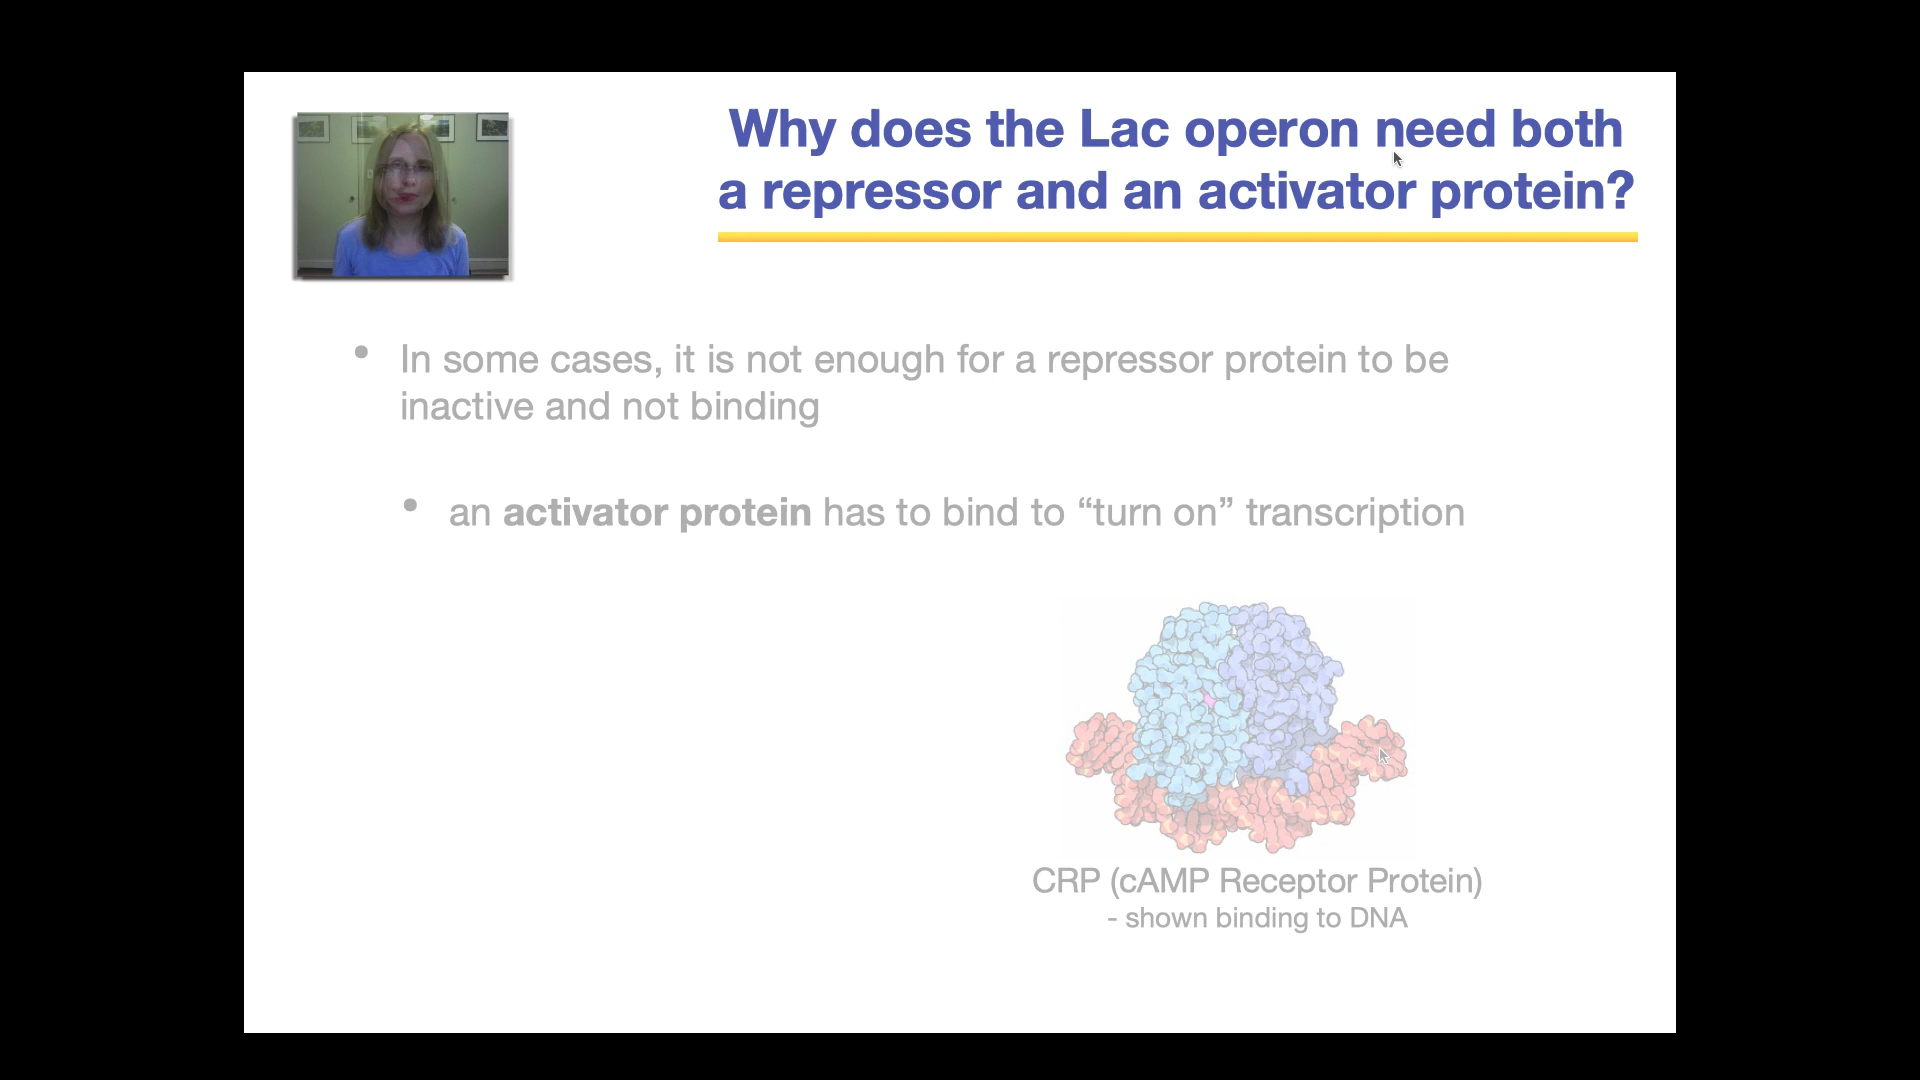 Why does the Lac operon need both
a repressor and an activator protein?
• In some cases, it is not enough for a repressor protein to be
inactive and not binding
• an activator protein has to bind to “turn on” transcription
CRP (cAMP Receptor Protein)
- shown binding to DNA